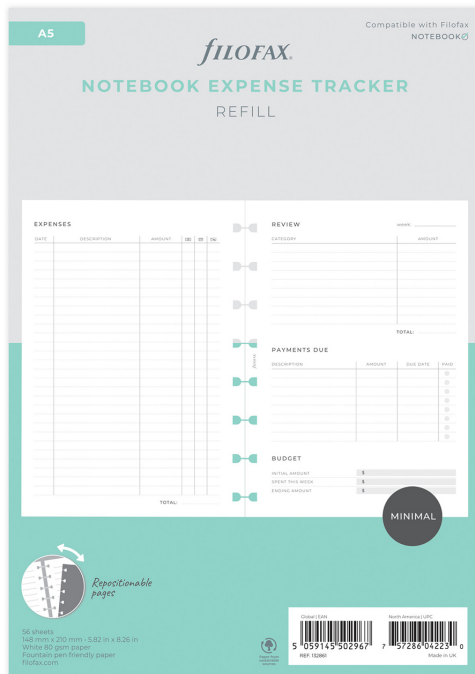 A5
Compatible with Filofax
NOTEBOOK
fILOFAX®
NOTEBOOK EXPENSE TRACKER
REFILL
EXPENSES
DATE DESCRIPTION AMOUNT
TOTAL:
REVIEW
WEEK
CATEGORY AMOUNT
TOTAL:
PAYMENTS DUE
DESCRIPTION AMOUNT DUE DATE PAID
BUDGET
INITIAL AMOUNT $
SPENT THIS WEEK $
ENDING AMOUNT $
MINIMAL
Repositionable
pages
56 sheets
148 mm x 210 mm - 5.82 in x 8.26 in
White 80 gsm paper
Fountain pen friendly paper
filofax.com
Paper from
sustainable
sources
Global | EAN
5 059145 502967
REF: 132860
North America | UPC
7 57286 04223 0
Made in UK